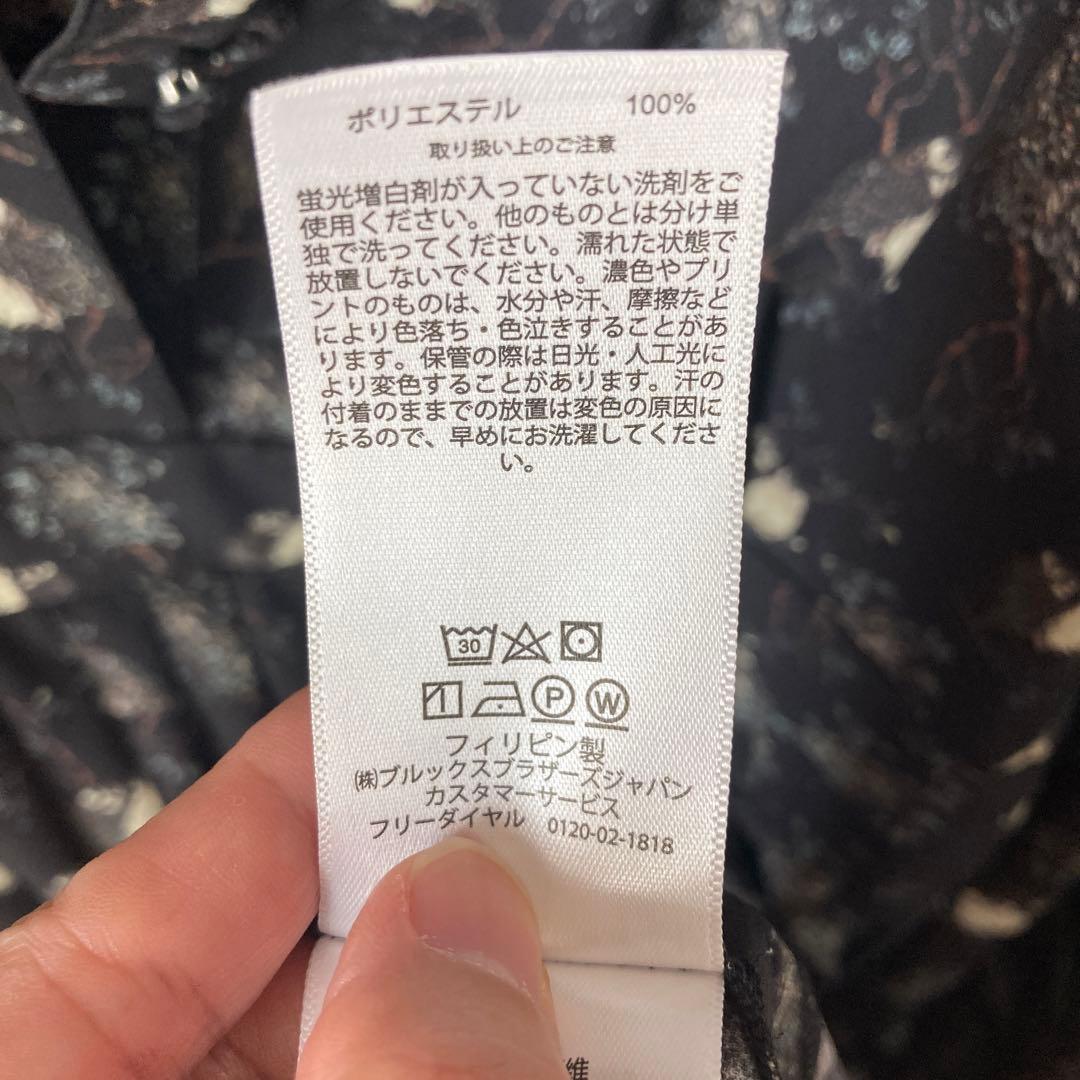 ポリエステル 100%
取り扱い上のご注意
蛍光増白剤が入っていない洗剤をご
使用ください。他のものとは分け単
独で洗ってください。濡れた状態で
放置しないでください。濃色やプリ
ントのものは、水分や汗、摩擦など
により色落ち・色泣きすることがあ
ります。保管の際は日光・人工光に
より変色することがあります。汗の
付着のままでの放置は変色の原因に
なるので、早めにお洗濯してくださ
い。
30
P W
フィリピン製
(株)ブルックスブラザーズジャパン
カスタマーサービス
フリーダイヤル 0120-02-1818
維